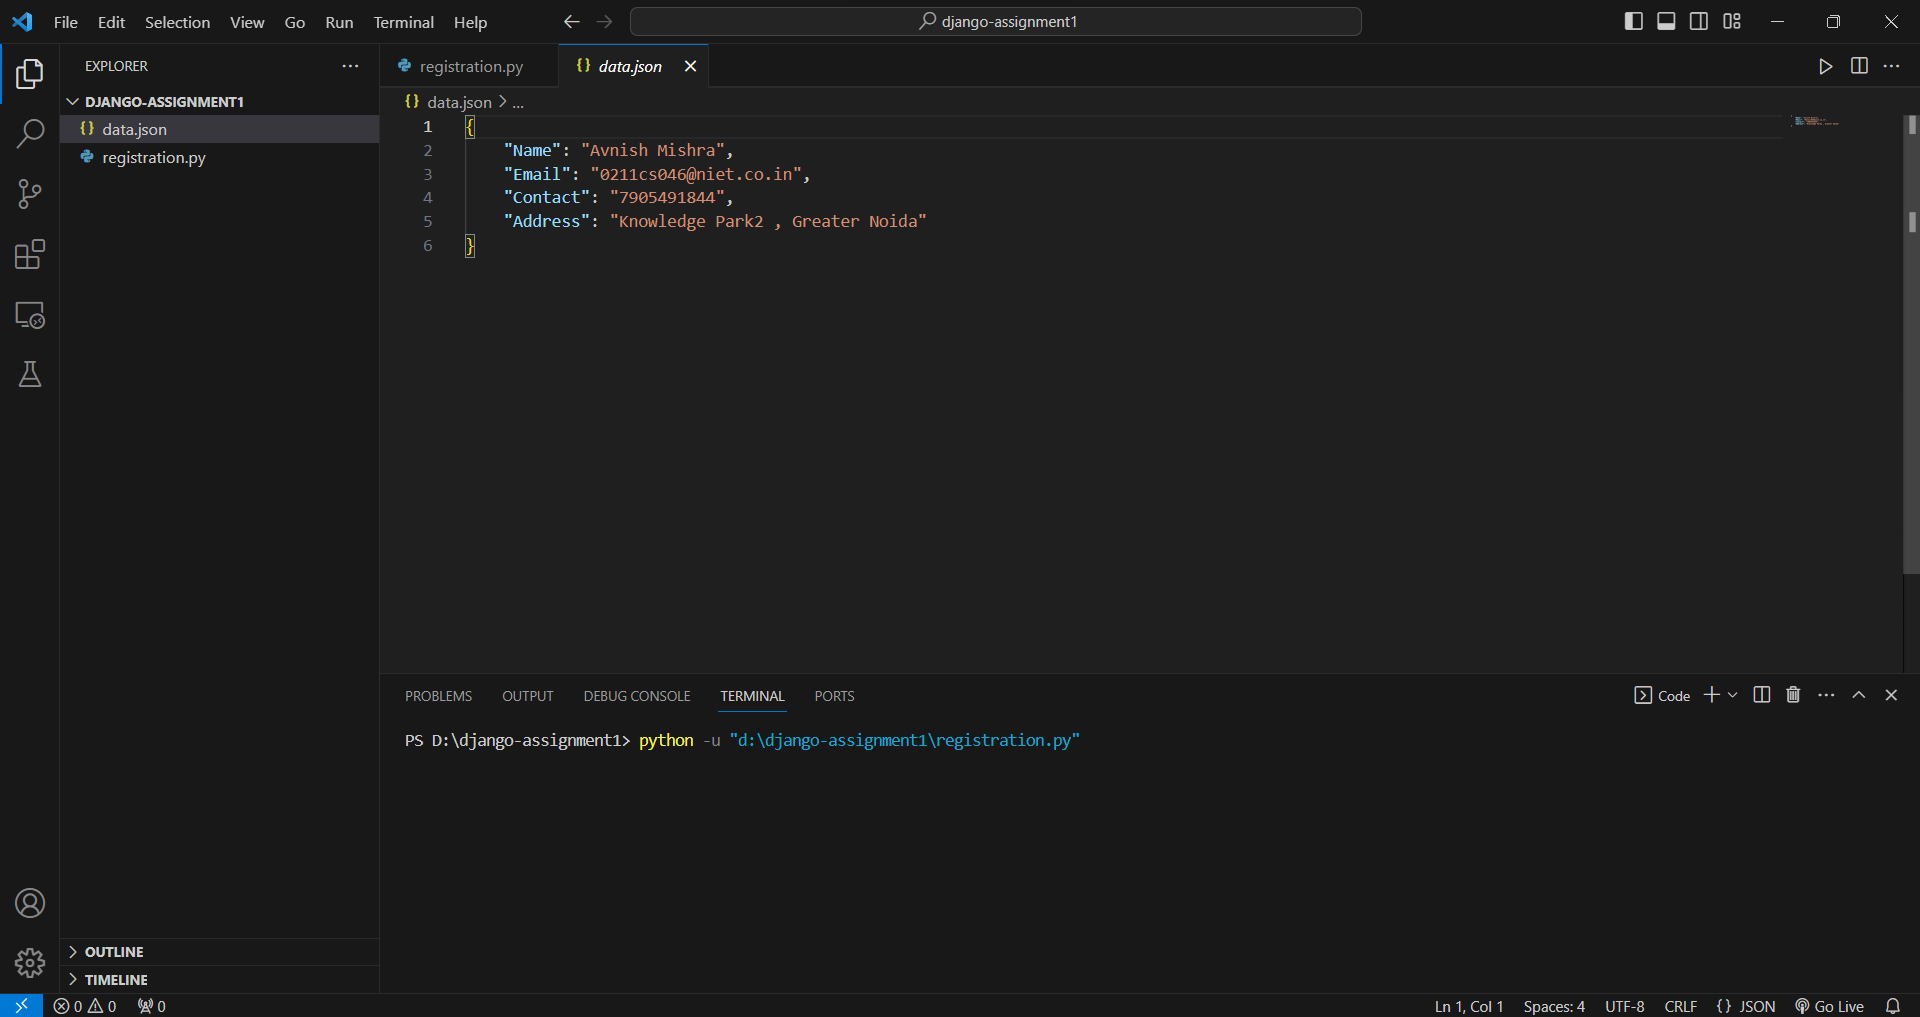 File Edit Selection View Go Run Terminal Help
django-assignment1
EXPLORER
DJANGO-ASSIGNMENT1
data.json
registration.py
registration.py
data.json
data.json > ...
1 {
2 "Name": "Avnish Mishra",
3 "Email": "0211cs046@niet.co.in",
4 "Contact": "7905491844",
5 "Address": "Knowledge Park2 , Greater Noida"
6 }
PROBLEMS OUTPUT DEBUG CONSOLE TERMINAL PORTS
Code
PS D:\django-assignment1> python -u "d:\django-assignment1\registration.py"
OUTLINE
TIMELINE
0 0 0
Ln 1, Col 1 Spaces: 4 UTF-8 CRLF {} JSON Go Live